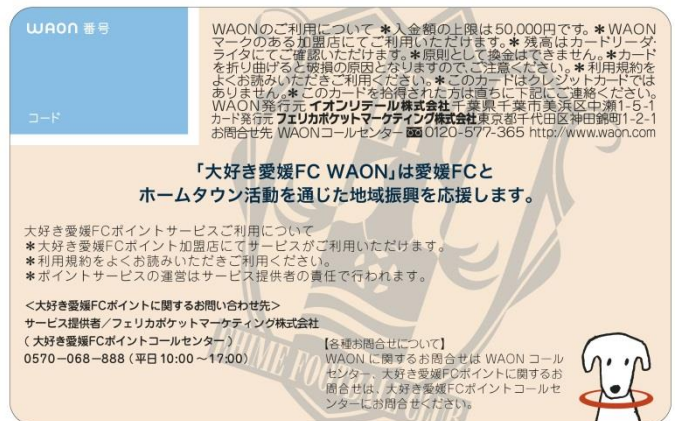 WAON 番号
コード
WAONのご利用について ＊入金額の上限は50,000円です。＊WAON
マークのある加盟店にてご利用いただけます。＊残高はカードリーダ・
ライタにてご確認いただけます。＊原則として換金はできません。＊カード
を折り曲げると破損の原因となりますので、ご注意ください。＊利用規約を
よくお読みいただきご利用ください。＊このカードはクレジットカードでは
ありません。＊このカードを拾得された方は直ちに下記にご連絡ください。
WAON発行元 イオンリテール株式会社 千葉県千葉市美浜区中瀬1-5-1
カード発行元 フェリカポケットマーケティング株式会社 東京都千代田区神田錦町1-2-1
お問合せ先 WAONコールセンター 0120-577-365 http://www.waon.com
「大好き愛媛FC WAON」は愛媛FCと
ホームタウン活動を通じた地域振興を応援します。
大好き愛媛FCポイントサービスご利用について
＊大好き愛媛FCポイント加盟店にてサービスがご利用いただけます。
＊利用規約をよくお読みいただきご利用ください。
＊ポイントサービスの運営はサービス提供者の責任で行われます。
＜大好き愛媛FCポイントに関するお問い合わせ先＞
サービス提供者／フェリカポケットマーケティング株式会社
（大好き愛媛FCポイントコールセンター）
0570-068-888（平日10:00～17:00）
【各種お問合せについて】
WAON に関するお問合せは WAON コール
センター、大好き愛媛FCポイントに関するお
問合せは、大好き愛媛FCポイントコールセ
ンターにお問合せください。
EHIME FOOTBALL CLUB